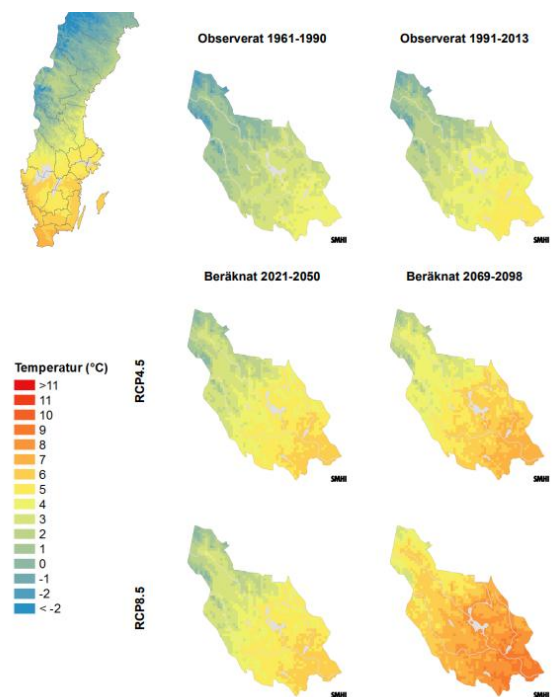 Observerat 1961-1990
Observerat 1991-2013
SMHI
SMHI
Beräknat 2021-2050
Beräknat 2069-2098
RCP4.5
SMHI
SMHI
Temperatur (°C)
>11
11
10
9
8
7
6
5
4
3
2
1
0
-1
-2
< -2
RCP8.5
SMHI
SMHI